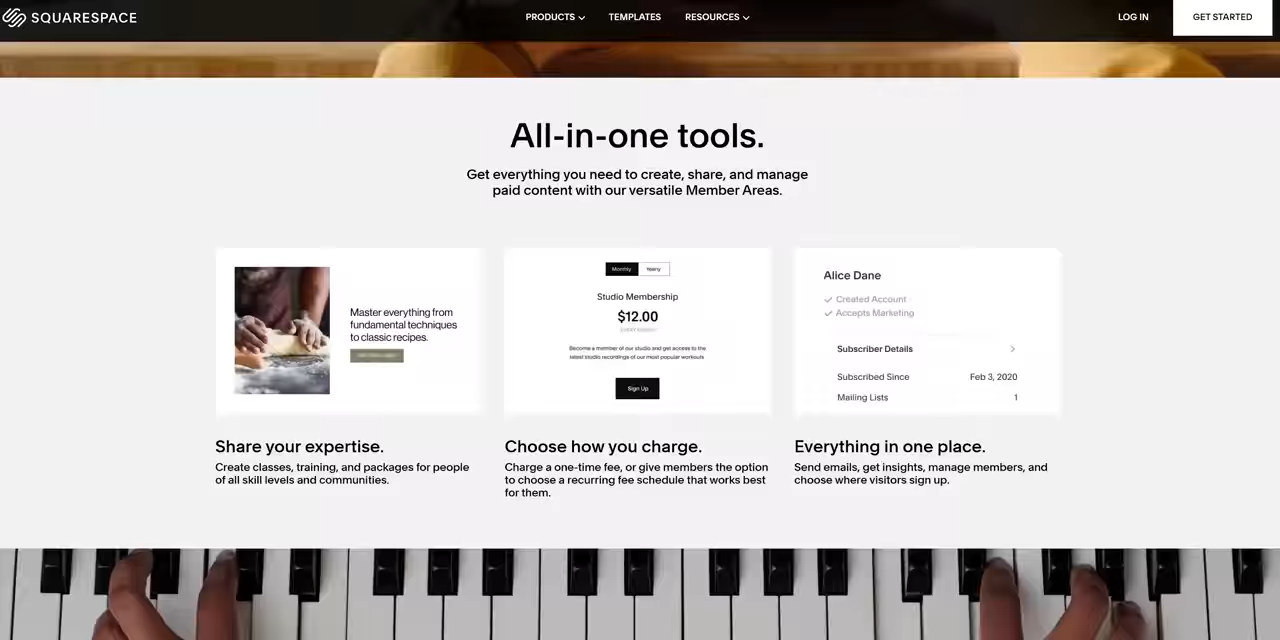 SQUARESPACE
PRODUCTS
TEMPLATES
RESOURCES
LOG IN
GET STARTED
All-in-one tools.
Get everything you need to create, share, and manage
paid content with our versatile Member Areas.
Master everything from
fundamental techniques
to classic recipes.
Monthly
Yearly
Studio Membership
$12.00
Become a member of our studio and get access to the
latest studio recordings of our most popular workouts
Sign Up
Alice Dane
Created Account
Accepts Marketing
Subscriber Details
Subscribed Since Feb 3, 2020
Mailing Lists 1
Share your expertise.
Create classes, training, and packages for people
of all skill levels and communities.
Choose how you charge.
Charge a one-time fee, or give members the option
to choose a recurring fee schedule that works best
for them.
Everything in one place.
Send emails, get insights, manage members, and
choose where visitors sign up.